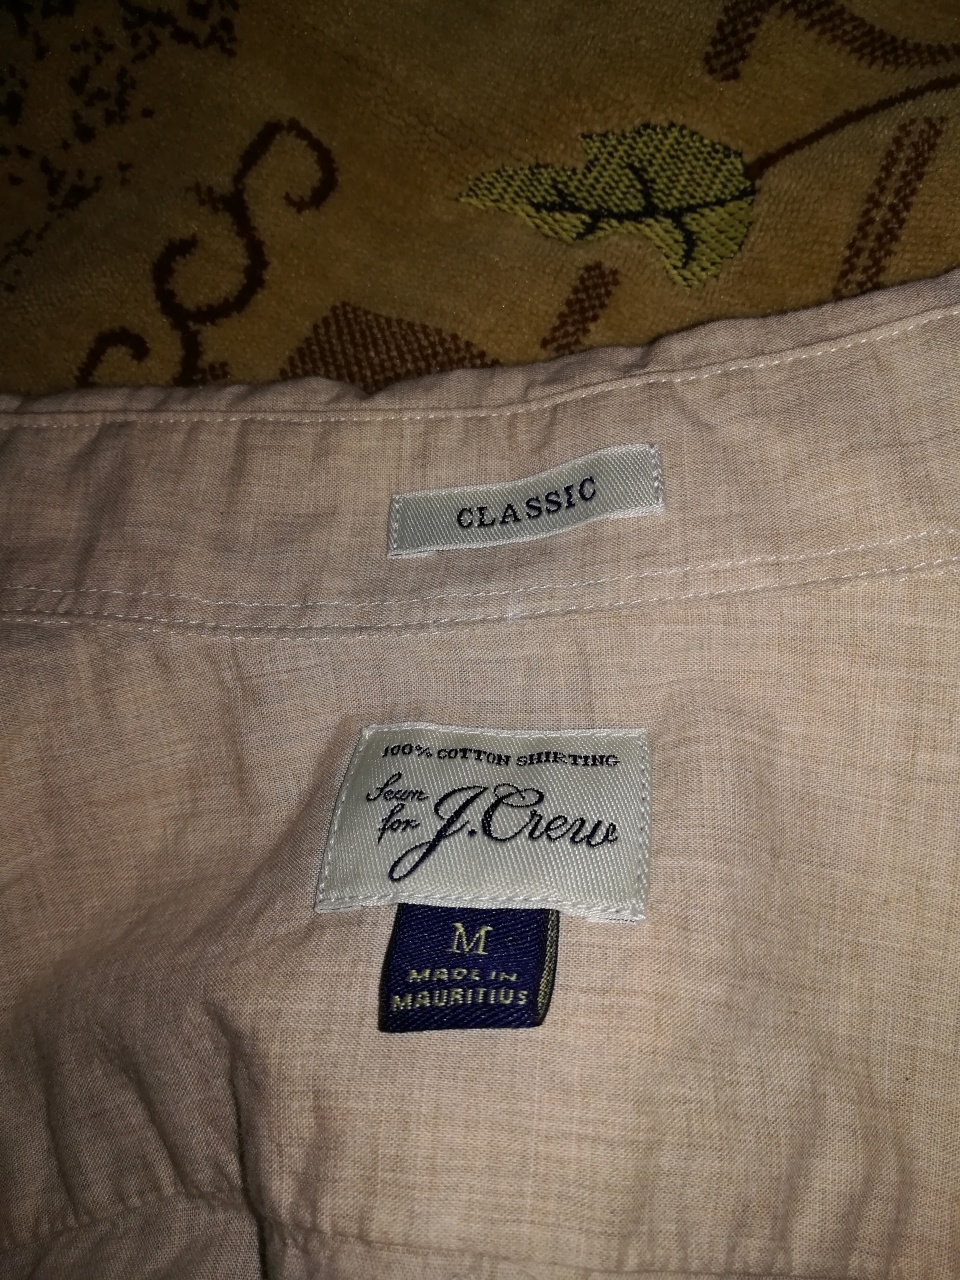 CLASSIC
100% COTTON SHIRTING
Sewn
for J.Crew
M
MADE IN
MAURITIUS